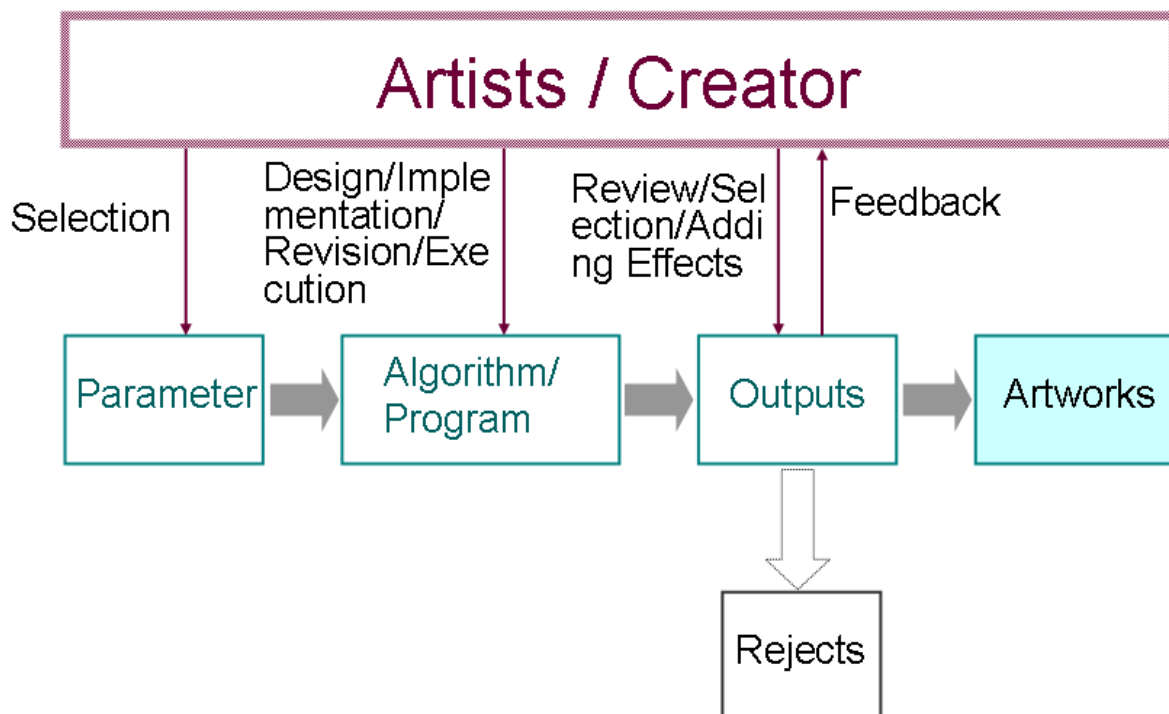 Artists / Creator
Selection
Design/Imple
mentation/
Revision/Exe
cution
Review/Sel
ection/Addi
ng Effects
Feedback
Parameter
Algorithm/
Program
Outputs
Artworks
Rejects